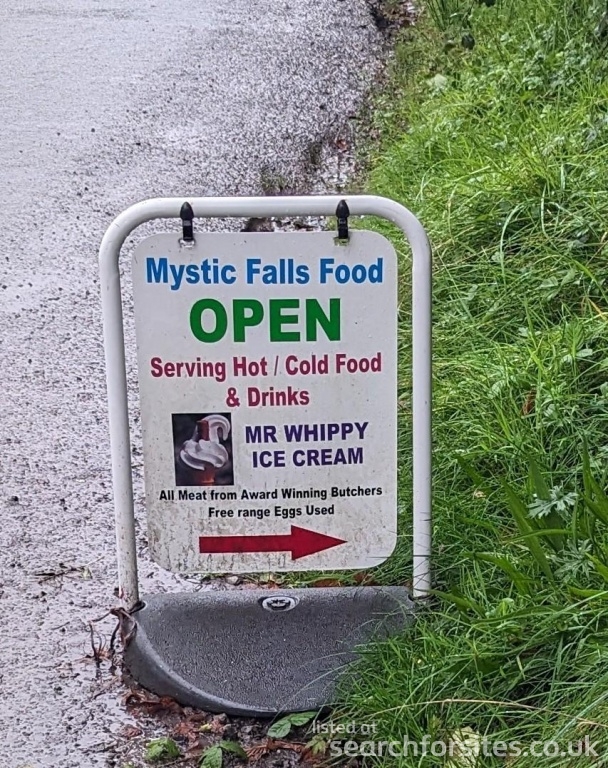 Mystic Falls Food
OPEN
Serving Hot / Cold Food
& Drinks
MR WHIPPY
ICE CREAM
All Meat from Award Winning Butchers
Free range Eggs Used
listed at
searchforsites.co.uk